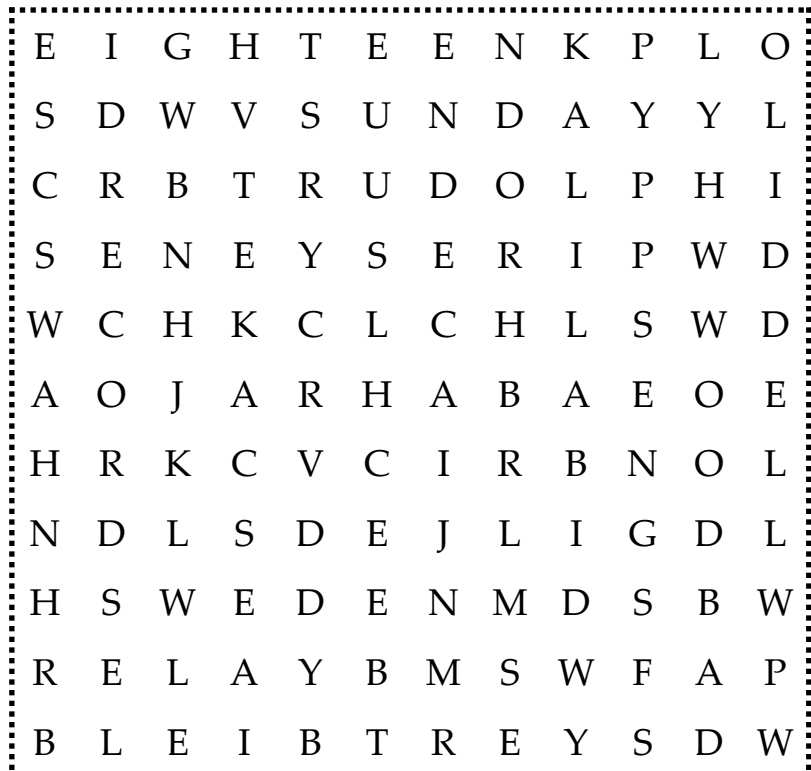 E I G H T E E N K P L O
S D W V S U N D A Y Y L
C R B T R U D O L P H I
S E N E Y S E R I P W D
W C H K C L C H L S W D
A O J A R H A B A E O E
H R K C V C I R B N O L
N D L S D E J L I G D L
H S W E D E N M D S B W
R E L A Y B M S W F A P
B L E I B T R E Y S D W